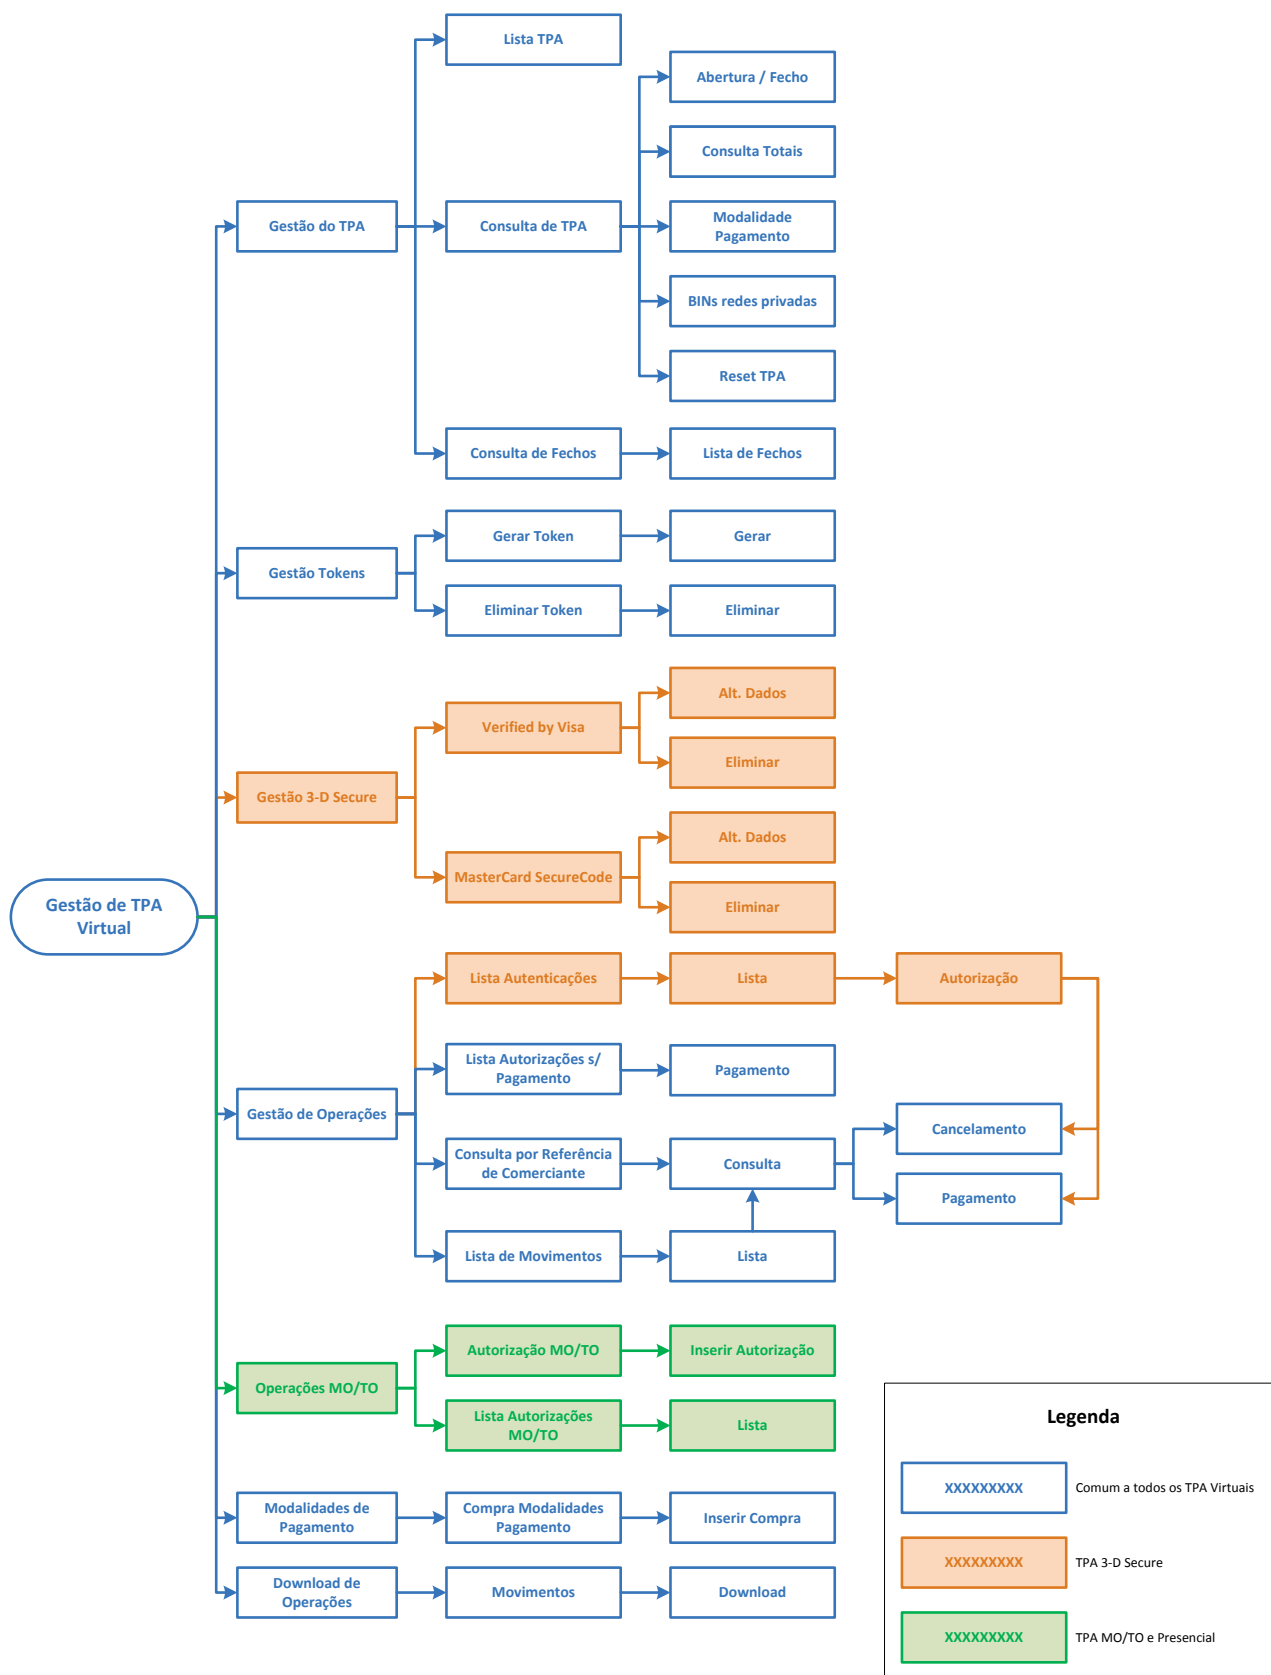 Lista TPA
Abertura / Fecho
Consulta Totais
Gestão do TPA
Consulta de TPA
Modalidade
Pagamento
BINs redes privadas
Reset TPA
Consulta de Fechos
Lista de Fechos
Gestão Tokens
Gerar Token
Gerar
Eliminar Token
Eliminar
Gestão 3-D Secure
Verified by Visa
Alt. Dados
Eliminar
MasterCard SecureCode
Alt. Dados
Eliminar
Gestão de TPA
Virtual
Gestão de Operações
Lista Autenticações
Lista
Autorização
Lista Autorizações s/
Pagamento
Pagamento
Consulta por Referência
de Comerciante
Consulta
Cancelamento
Pagamento
Lista de Movimentos
Lista
Operações MO/TO
Autorização MO/TO
Inserir Autorização
Lista Autorizações
MO/TO
Lista
Modalidades de
Pagamento
Compra Modalidades
Pagamento
Inserir Compra
Download de
Operações
Movimentos
Download
Legenda
XXXXXXXXX
Comum a todos os TPA Virtuais
XXXXXXXXX
TPA 3-D Secure
XXXXXXXXX
TPA MO/TO e Presencial